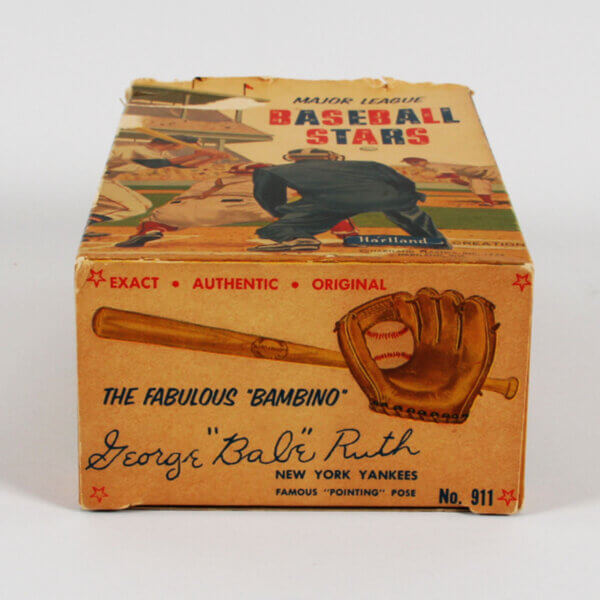 MAJOR LEAGUE
BASEBALL
STARS
Hartland CREATION
★ EXACT • AUTHENTIC • ORIGINAL ★
THE FABULOUS "BAMBINO"
George "Babe" Ruth
NEW YORK YANKEES
FAMOUS "POINTING" POSE No. 911